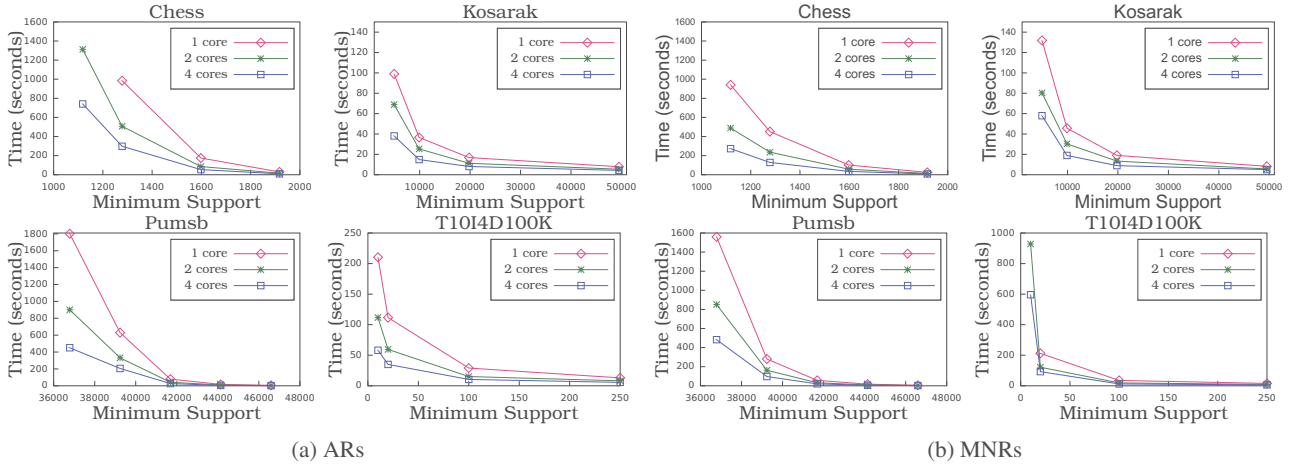 Chess
Time (seconds)
1600
1400
1200
1000
800
600
400
200
0
1 core
2 cores
4 cores
1000 1200 1400 1600 1800 2000
Minimum Support
Kosarak
Time (seconds)
140
120
100
80
60
40
20
0
1 core
2 cores
4 cores
10000 20000 30000 40000 50000
Minimum Support
Chess
Time (seconds)
1600
1400
1200
1000
800
600
400
200
0
1 core
2 cores
4 cores
1000 1200 1400 1600 1800 2000
Minimum Support
Kosarak
Time (seconds)
140
120
100
80
60
40
20
0
1 core
2 cores
4 cores
10000 20000 30000 40000 50000
Minimum Support
Pumsb
Time (seconds)
1800
1600
1400
1200
1000
800
600
400
200
0
1 core
2 cores
4 cores
36000 38000 40000 42000 44000 46000 48000
Minimum Support
T10I4D100K
Time (seconds)
250
200
150
100
50
0
1 core
2 cores
4 cores
0 50 100 150 200 250
Minimum Support
Pumsb
Time (seconds)
1600
1400
1200
1000
800
600
400
200
0
1 core
2 cores
4 cores
36000 38000 40000 42000 44000 46000 48000
Minimum Support
T10I4D100K
Time (seconds)
1000
800
600
400
200
0
1 core
2 cores
4 cores
0 50 100 150 200 250
Minimum Support
(a) ARs
(b) MNRs